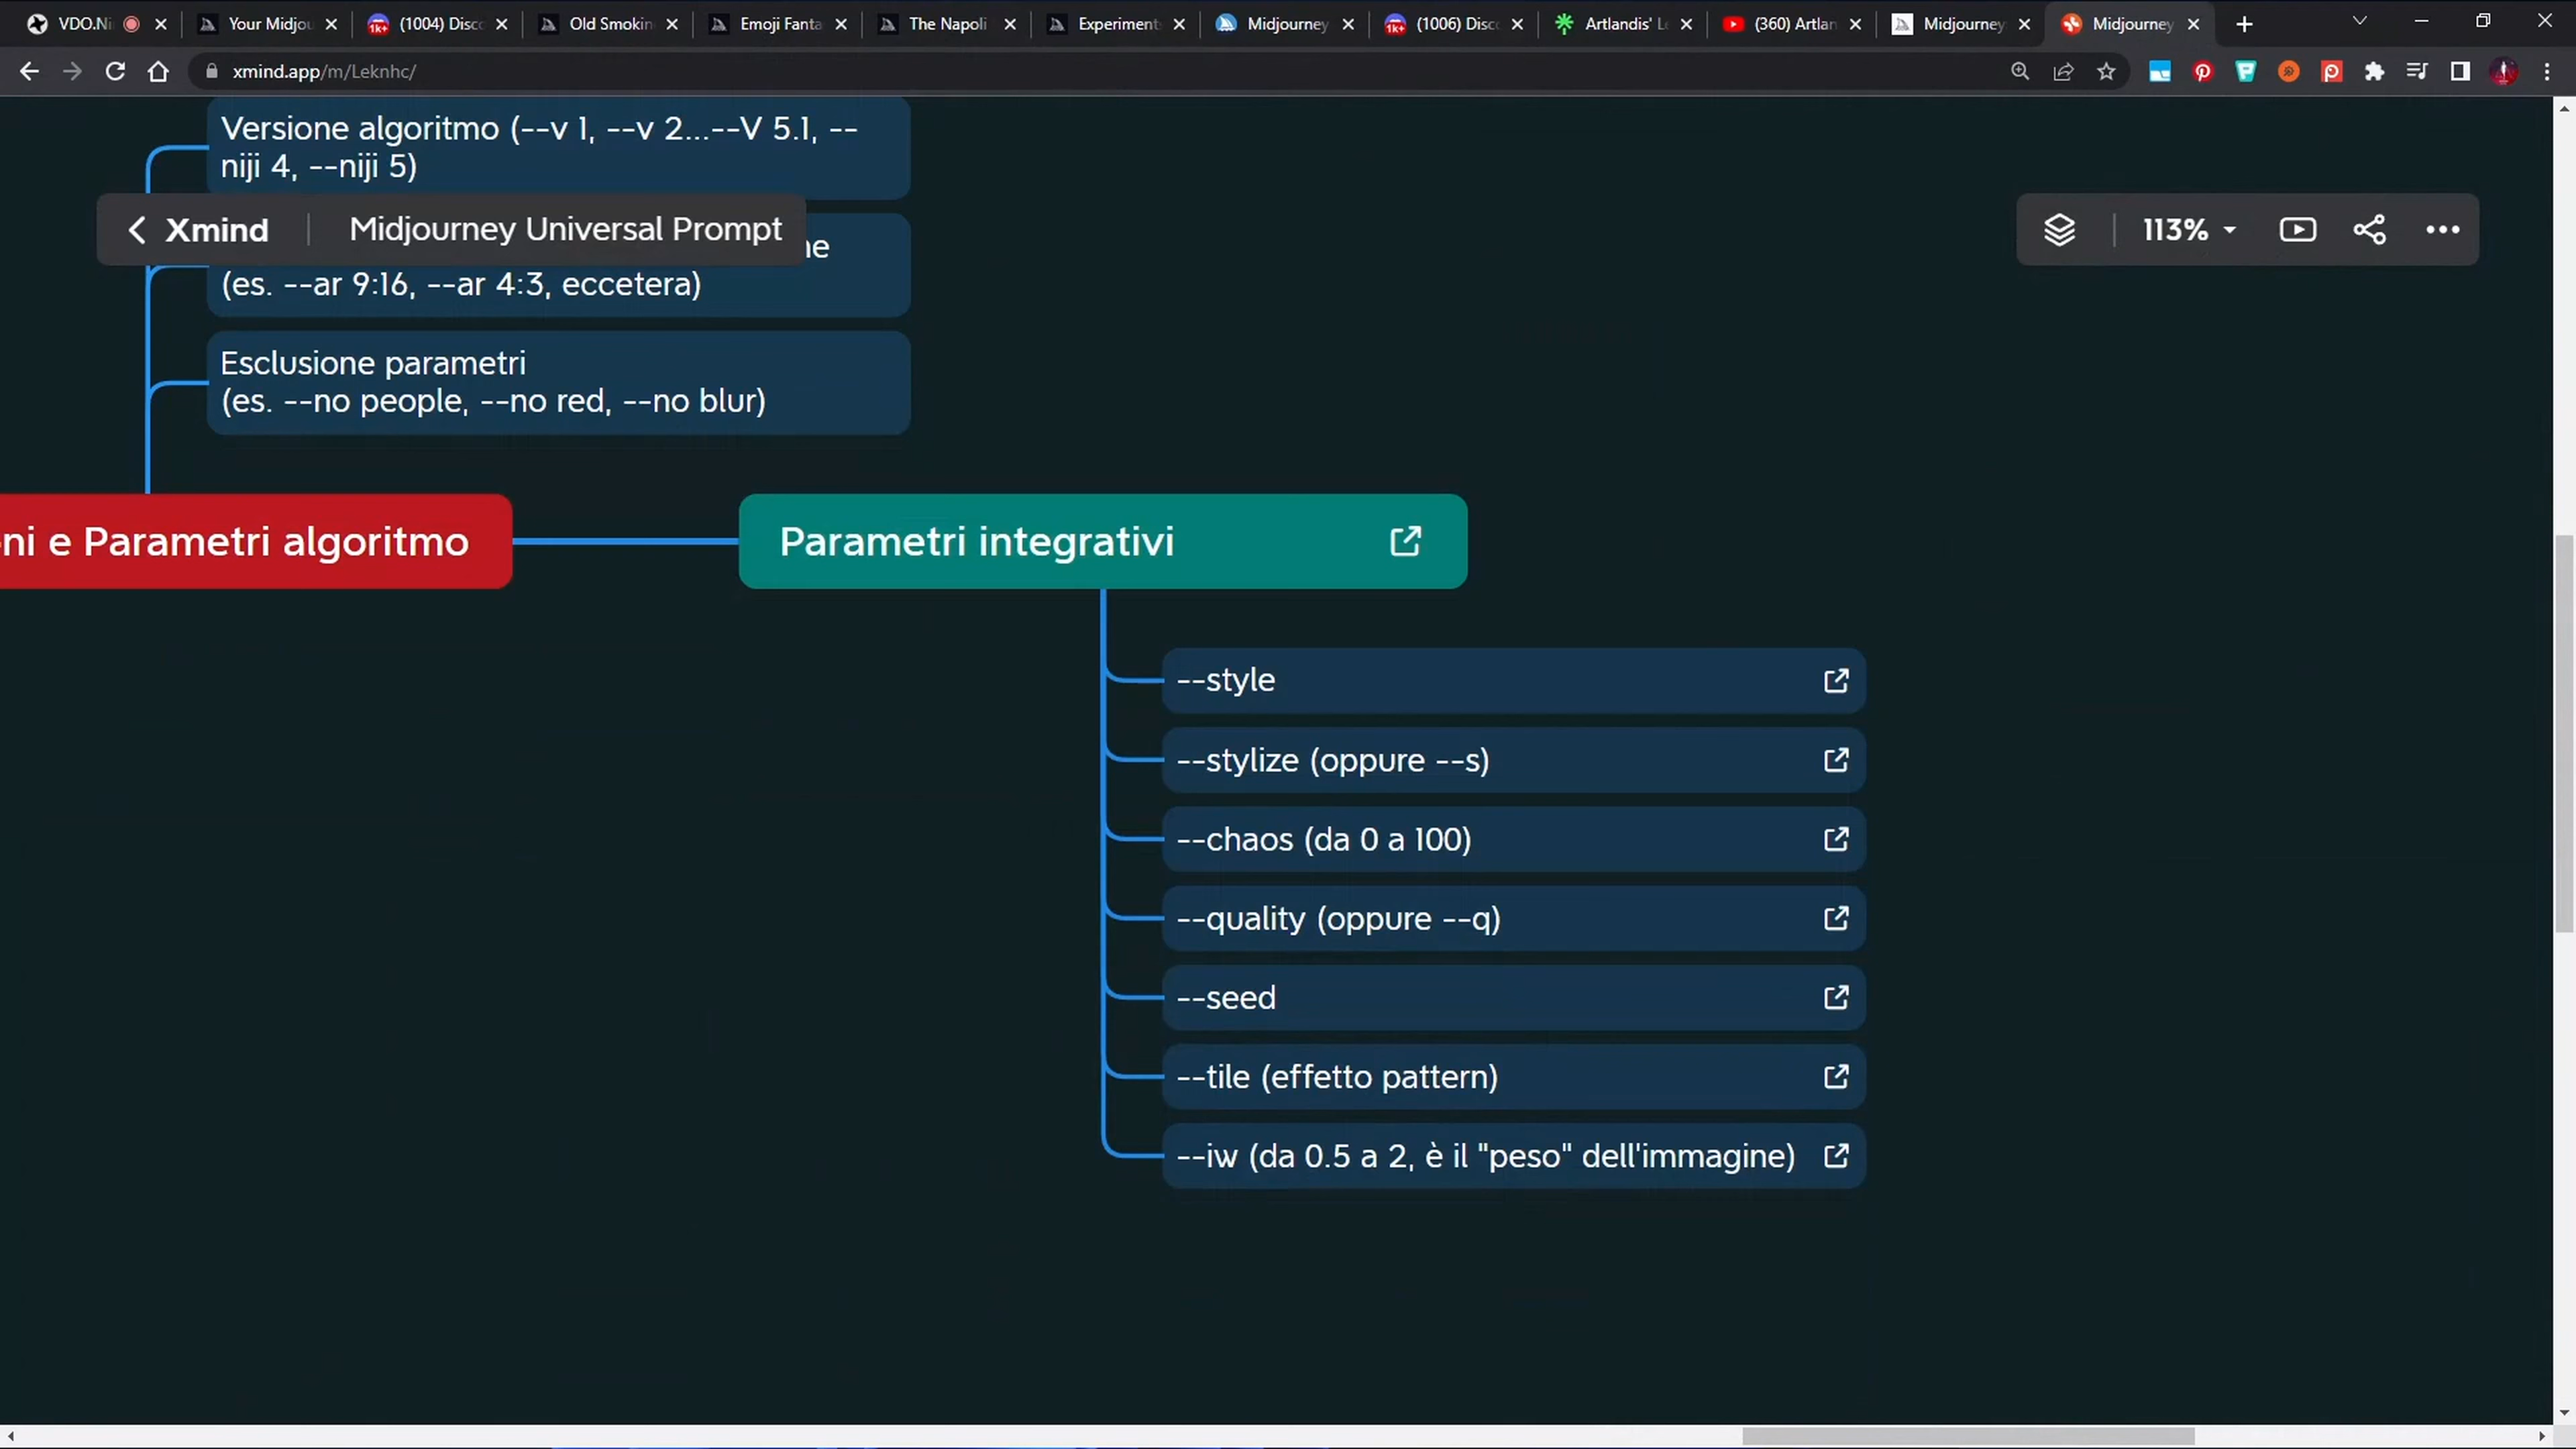 VDO.Ni
Your Midjou
(1004) Disco
Old Smokin
Emoji Fanta
The Napoli
Experiment
Midjourney
(1006) Disco
Artlandis' Le
(360) Artlan
Midjourney
Midjourney
xmind.app/m/Leknhc/
Versione algoritmo (--v 1, --v 2...--V 5.1, --
niji 4, --niji 5)
Xmind
Midjourney Universal Prompt
113%
(es. --ar 9:16, --ar 4:3, eccetera)
Esclusione parametri
(es. --no people, --no red, --no blur)
ni e Parametri algoritmo
Parametri integrativi
--style
--stylize (oppure --s)
--chaos (da 0 a 100)
--quality (oppure --q)
--seed
--tile (effetto pattern)
--iw (da 0.5 a 2, è il "peso" dell'immagine)